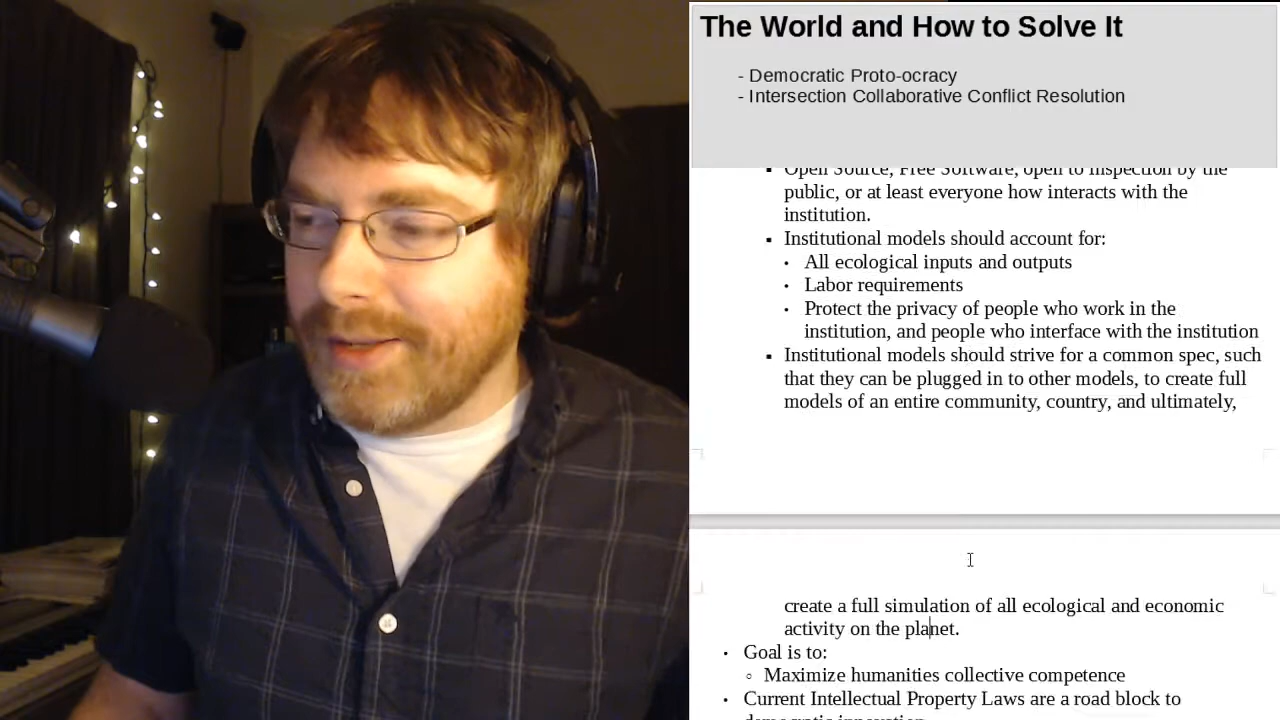 The World and How to Solve It
- Democratic Proto-ocracy
- Intersection Collaborative Conflict Resolution
Open Source, Free Software, open to inspection by the
public, or at least everyone how interacts with the
institution.
Institutional models should account for:
All ecological inputs and outputs
Labor requirements
Protect the privacy of people who work in the
institution, and people who interface with the institution
Institutional models should strive for a common spec, such
that they can be plugged in to other models, to create full
models of an entire community, country, and ultimately,
create a full simulation of all ecological and economic
activity on the planet.
Goal is to:
Maximize humanities collective competence
Current Intellectual Property Laws are a road block to
democratic innovation